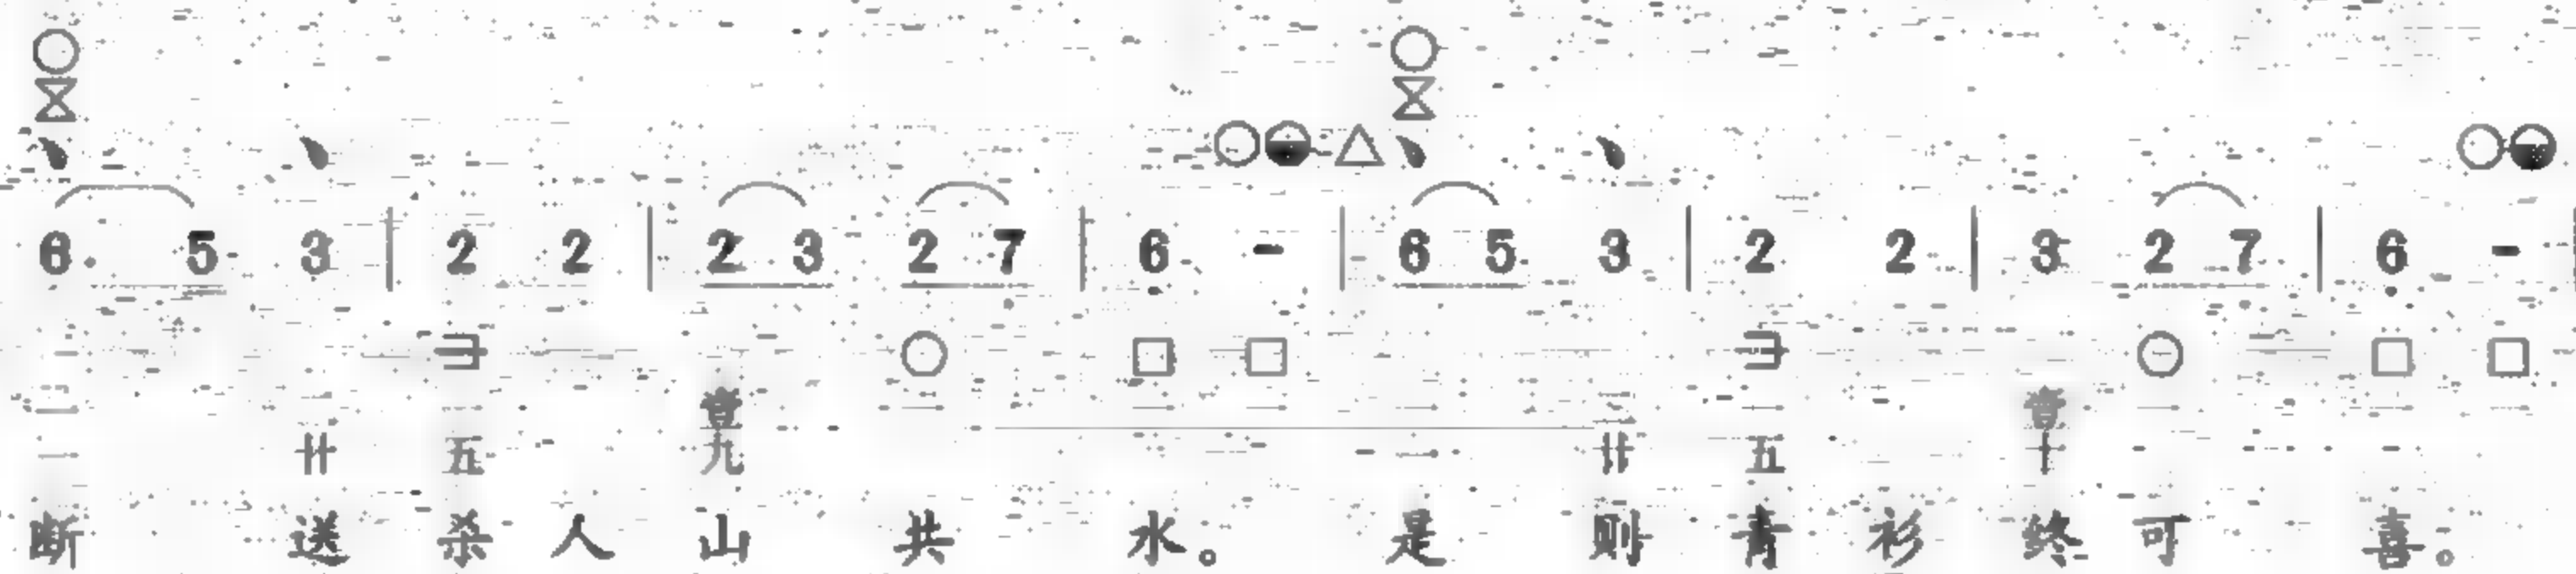 6. 5 3 | 2 2 | 2 3 2 7 | 6 - | 6 5 3 | 2 2 | 3 2 7 | 6 -
廿 五 九 廿 五 十
断 送 杀 人 山 共 水。 是 则 青 衫 终 可 喜。